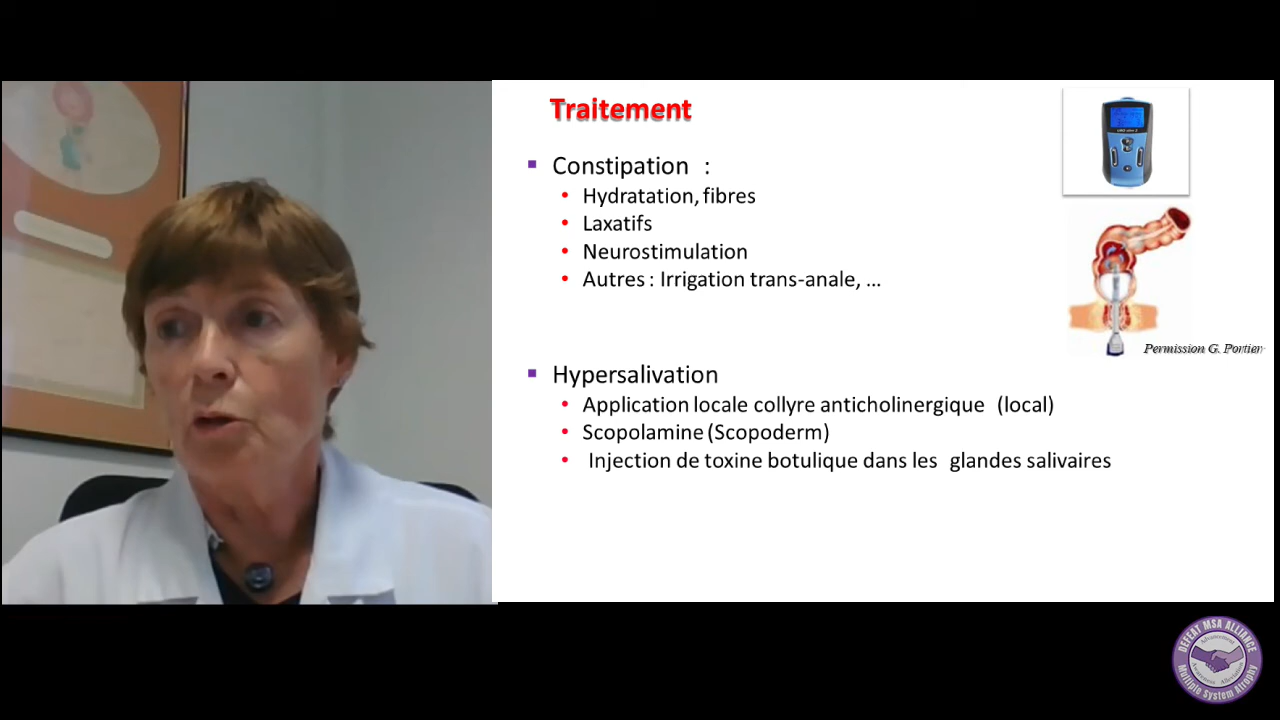 Traitement
Constipation :
Hydratation, fibres
Laxatifs
Neurostimulation
Autres : Irrigation trans-anale, ...
Permission G. Portier
Hypersalivation
Application locale collyre anticholinergique (local)
Scopolamine (Scopoderm)
Injection de toxine botulique dans les glandes salivaires
DEFEAT MSA ALLIANCE
Multiple System Atrophy